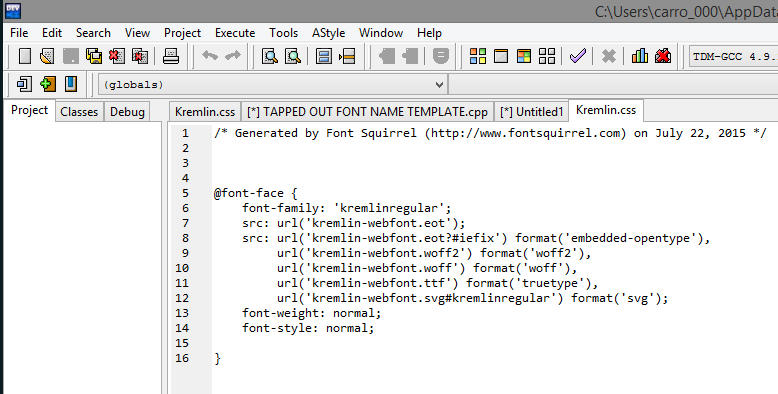 DEV
C:\Users\carro_000\AppData
File Edit Search View Project Execute Tools AStyle Window Help
TDM-GCC 4.9.
(globals)
Project Classes Debug
Kremlin.css [*] TAPPED OUT FONT NAME TEMPLATE.cpp [*] Untitled1 Kremlin.css
1 /* Generated by Font Squirrel (http://www.fontsquirrel.com) on July 22, 2015 */
2
3
4
5 @font-face {
6 font-family: 'kremlinregular';
7 src: url('kremlin-webfont.eot');
8 src: url('kremlin-webfont.eot?#iefix') format('embedded-opentype'),
9 url('kremlin-webfont.woff2') format('woff2'),
10 url('kremlin-webfont.woff') format('woff'),
11 url('kremlin-webfont.ttf') format('truetype'),
12 url('kremlin-webfont.svg#kremlinregular') format('svg');
13 font-weight: normal;
14 font-style: normal;
15
16 }